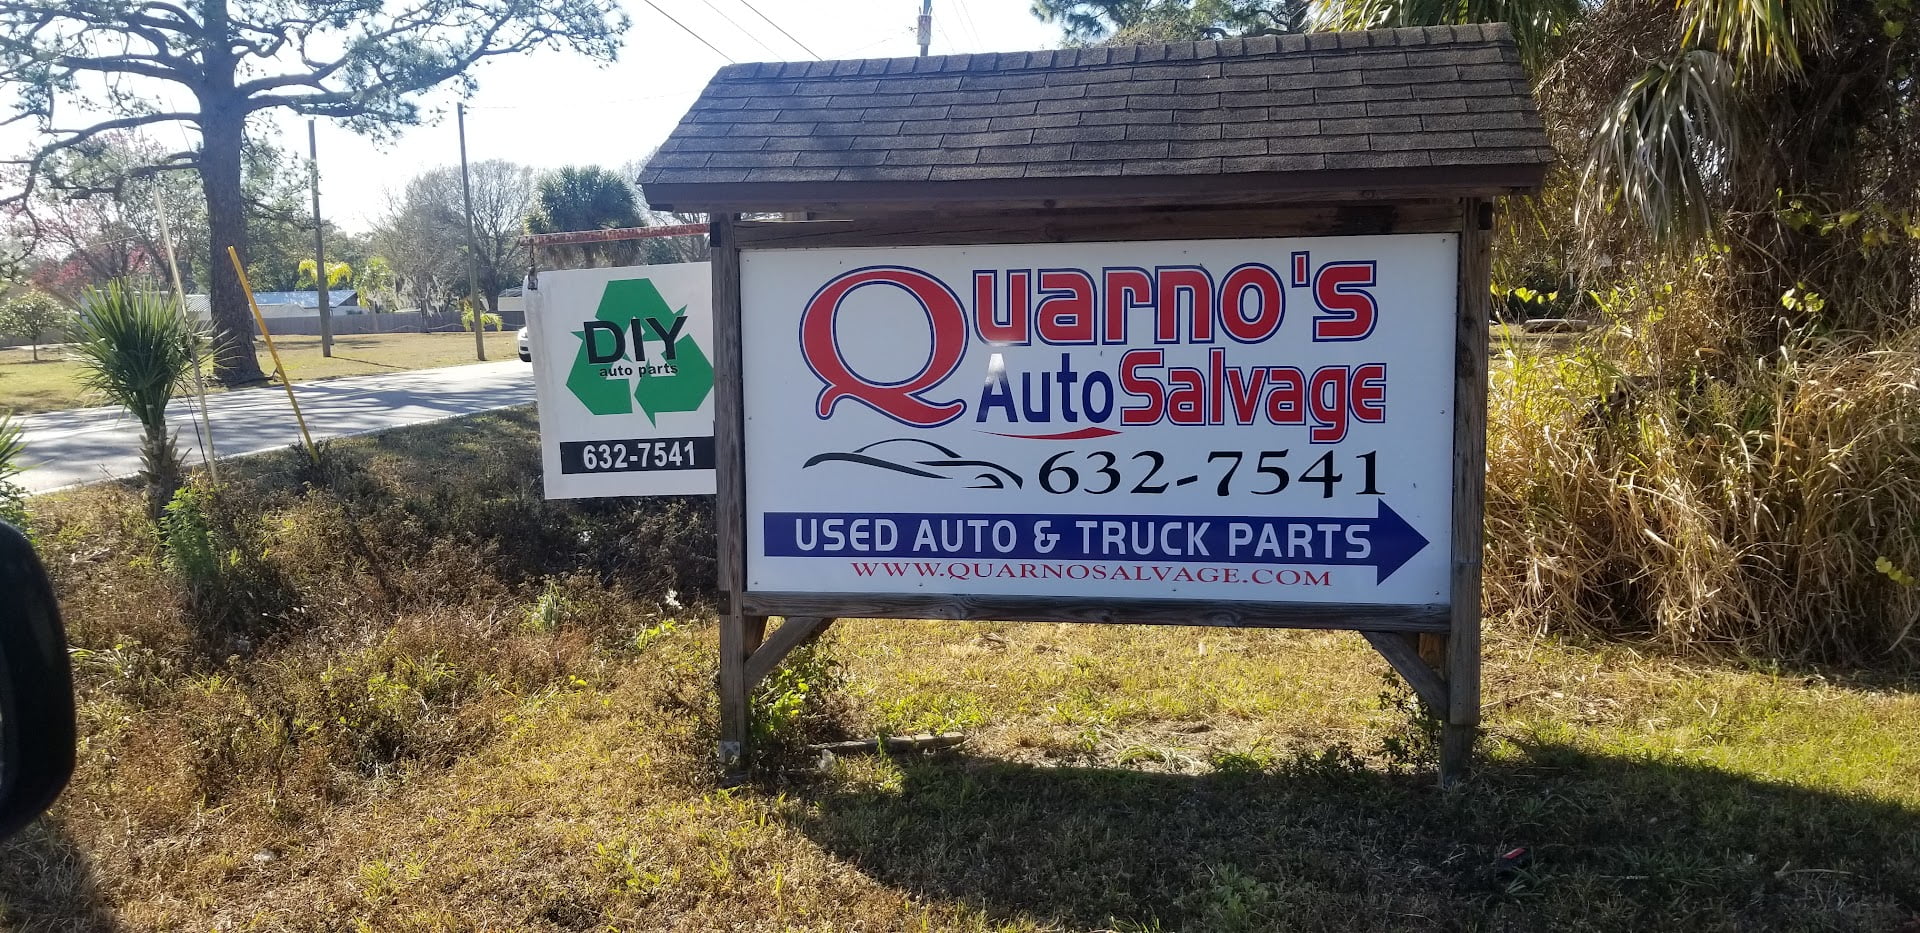 DIY
auto parts
632-7541
Quarno's
Auto Salvage
632-7541
USED AUTO & TRUCK PARTS
WWW.QUARNOSALVAGE.COM